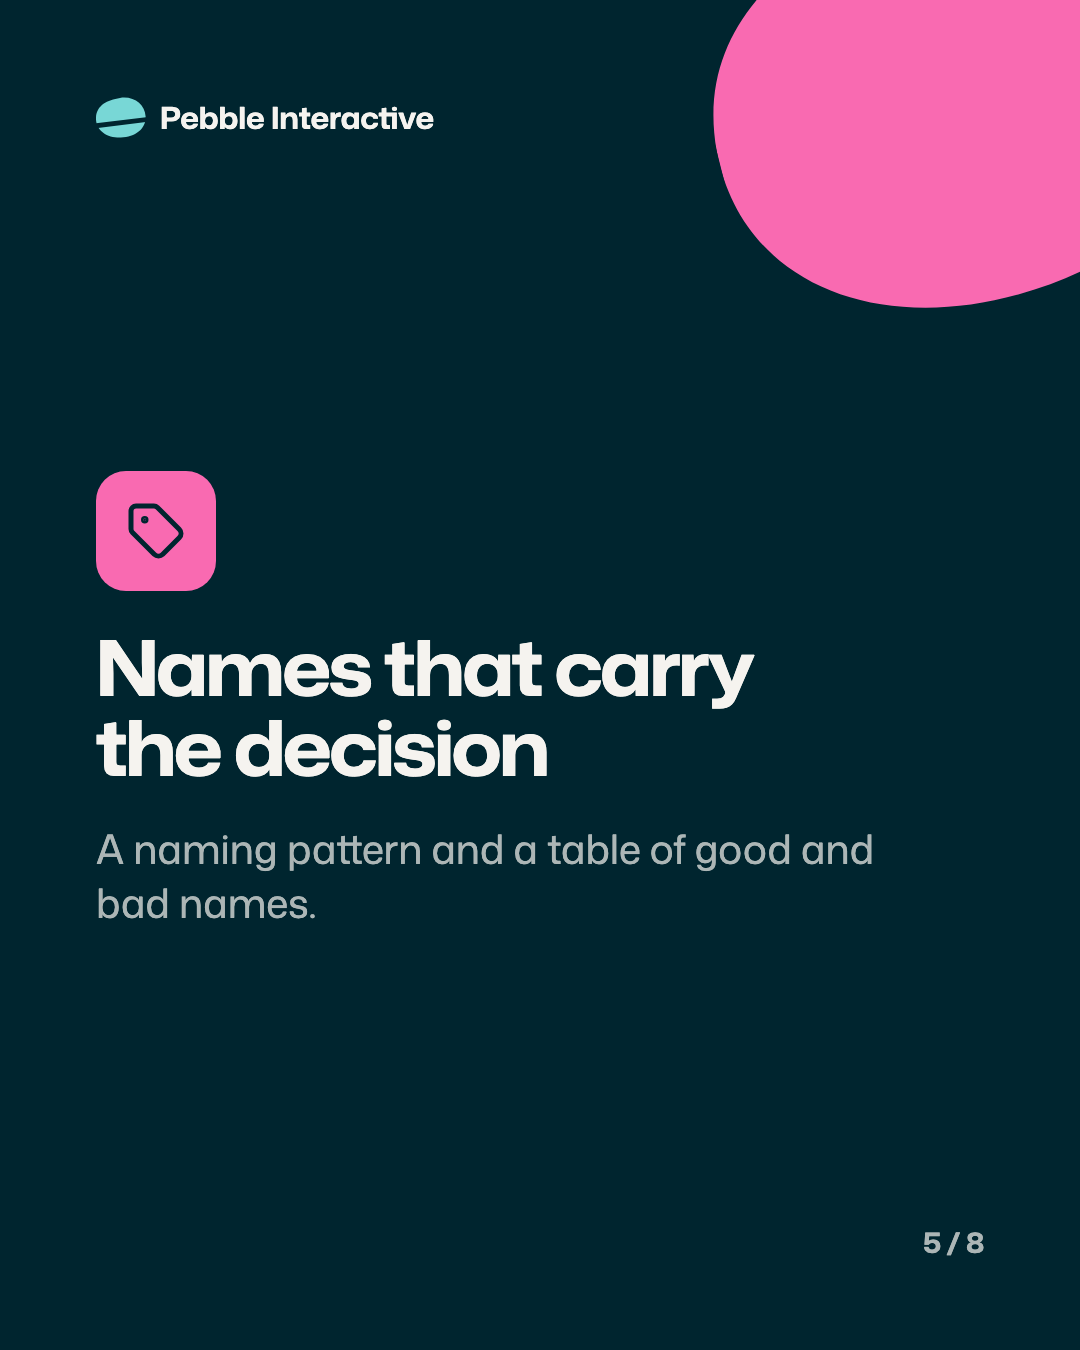 Pebble Interactive
Names that carry
the decision
A naming pattern and a table of good and
bad names.
5 / 8